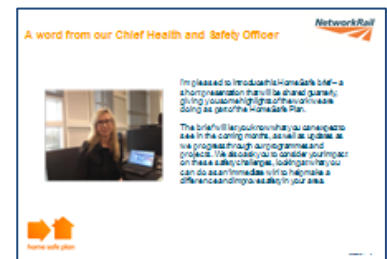 NetworkRail
A word from our Chief Health and Safety Officer
I'm pleased to introduce this Home Safe brief – a
short presentation that will be shared quarterly,
giving you some highlights of the work we are
doing as part of the Home Safe Plan.
The brief will let you know what you can expect to
see in the coming months, as well as updates as
we progress through our programmes and
projects. We also ask you to consider your impact
on these safety challenges, looking at what you
can do as an immediate win to help make a
difference and improve safety in your area.
home safe plan